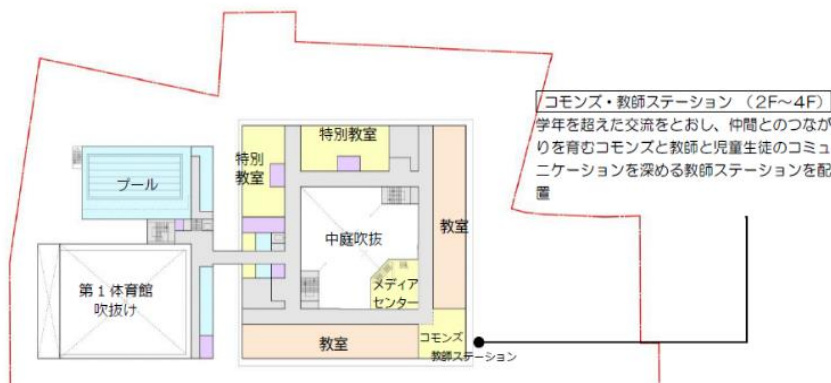 コモンズ・教師ステーション （2F～4F）
学年を超えた交流をとおし、仲間とのつなが
りを育むコモンズと教師と児童生徒のコミュ
ニケーションを深める教師ステーションを配
置
特別教室
特別
教室
プール
中庭吹抜
教室
メディア
センター
第１体育館
吹抜け
教室
コモンズ
教師ステーション